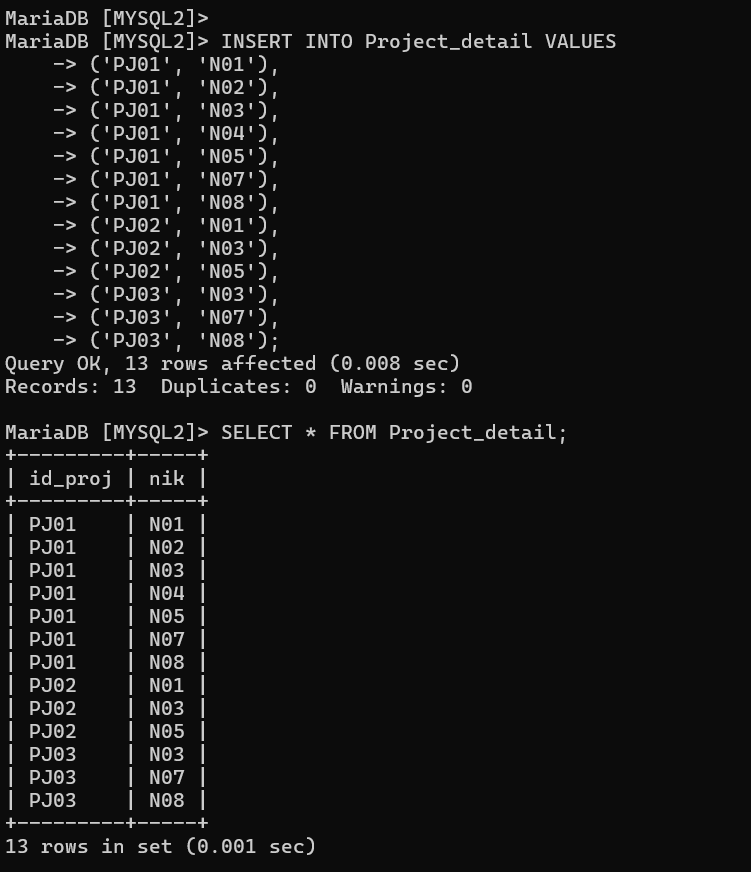 MariaDB [MYSQL2]>
MariaDB [MYSQL2]> INSERT INTO Project_detail VALUES
    -> ('PJ01', 'N01'),
    -> ('PJ01', 'N02'),
    -> ('PJ01', 'N03'),
    -> ('PJ01', 'N04'),
    -> ('PJ01', 'N05'),
    -> ('PJ01', 'N07'),
    -> ('PJ01', 'N08'),
    -> ('PJ02', 'N01'),
    -> ('PJ02', 'N03'),
    -> ('PJ02', 'N05'),
    -> ('PJ03', 'N03'),
    -> ('PJ03', 'N07'),
    -> ('PJ03', 'N08');
Query OK, 13 rows affected (0.008 sec)
Records: 13  Duplicates: 0  Warnings: 0

MariaDB [MYSQL2]> SELECT * FROM Project_detail;
+---------+-----+
| id_proj | nik |
+---------+-----+
| PJ01    | N01 |
| PJ01    | N02 |
| PJ01    | N03 |
| PJ01    | N04 |
| PJ01    | N05 |
| PJ01    | N07 |
| PJ01    | N08 |
| PJ02    | N01 |
| PJ02    | N03 |
| PJ02    | N05 |
| PJ03    | N03 |
| PJ03    | N07 |
| PJ03    | N08 |
+---------+-----+
13 rows in set (0.001 sec)